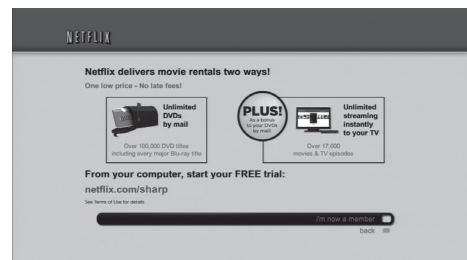 NETFLIX
Netflix delivers movie rentals two ways!
One low price - No late fees!
Unlimited
DVDs
by mail
Over 100,000 DVD titles
including every major Blu-ray title
PLUS!
As a bonus
to your DVDs
by mail
Unlimited
streaming
instantly
to your TV
Over 17,000
movies & TV episodes
From your computer, start your FREE trial:
netflix.com/sharp
See Terms of Use for details.
I'm now a member
back